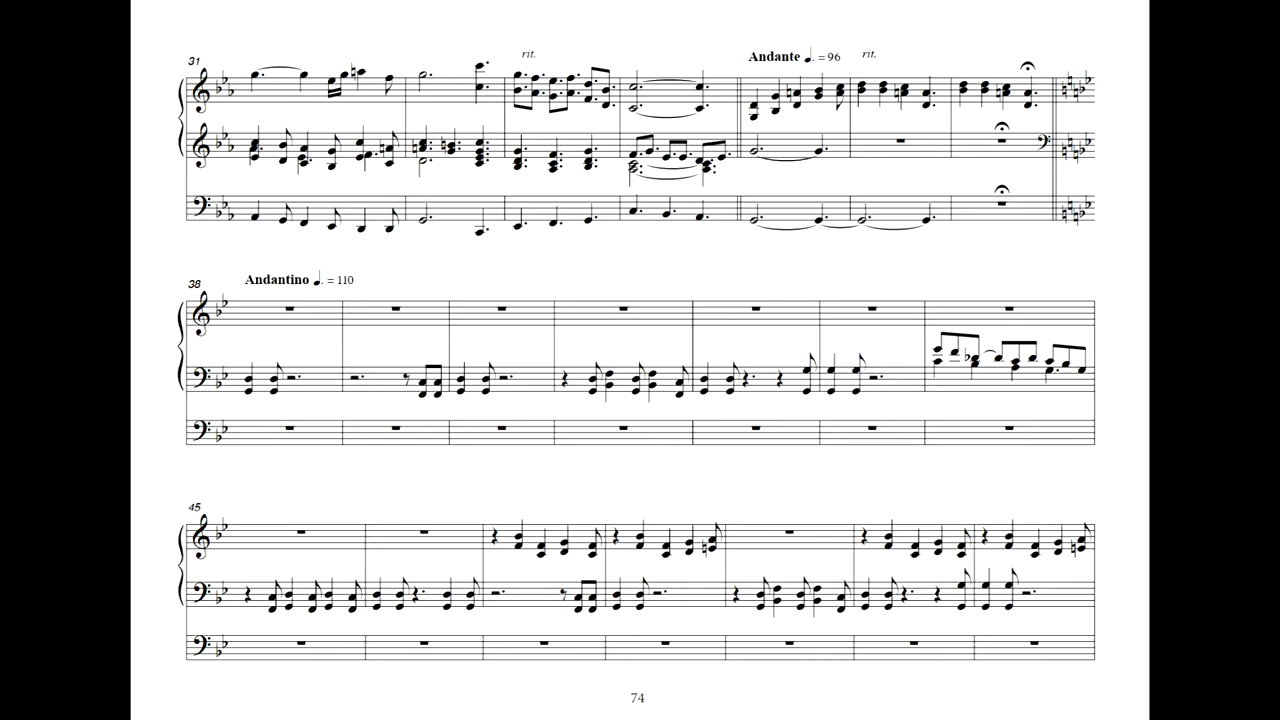 31
rit.
Andante ♩. = 96
rit.
38
Andantino ♩. = 110
45
74